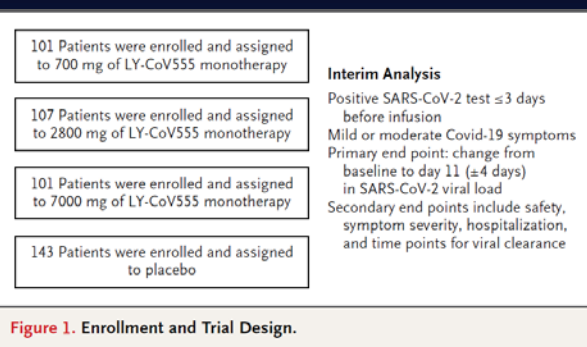 101 Patients were enrolled and assigned
to 700 mg of LY-CoV555 monotherapy
107 Patients were enrolled and assigned
to 2800 mg of LY-CoV555 monotherapy
101 Patients were enrolled and assigned
to 7000 mg of LY-CoV555 monotherapy
143 Patients were enrolled and assigned
to placebo
Interim Analysis
Positive SARS-CoV-2 test ≤3 days
before infusion
Mild or moderate Covid-19 symptoms
Primary end point: change from
baseline to day 11 (±4 days)
in SARS-CoV-2 viral load
Secondary end points include safety,
symptom severity, hospitalization,
and time points for viral clearance
Figure 1. Enrollment and Trial Design.